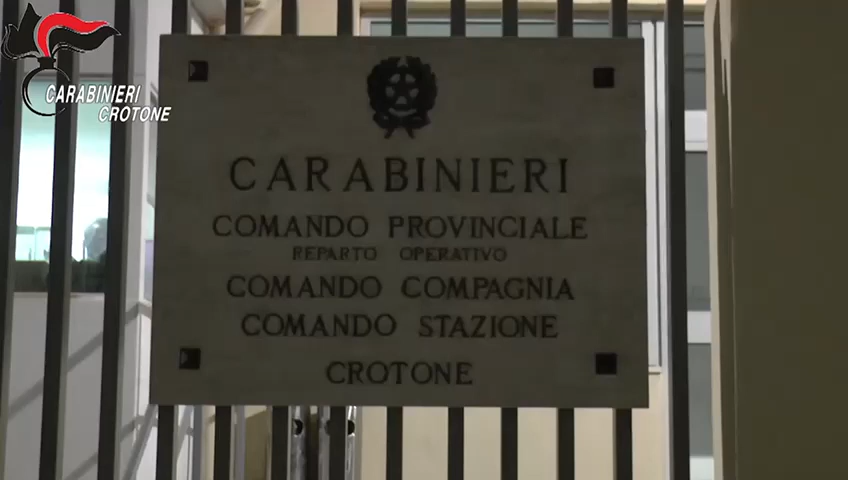 CARABINIERI
CROTONE
CARABINIERI
COMANDO PROVINCIALE
REPARTO OPERATIVO
COMANDO COMPAGNIA
COMANDO STAZIONE
CROTONE